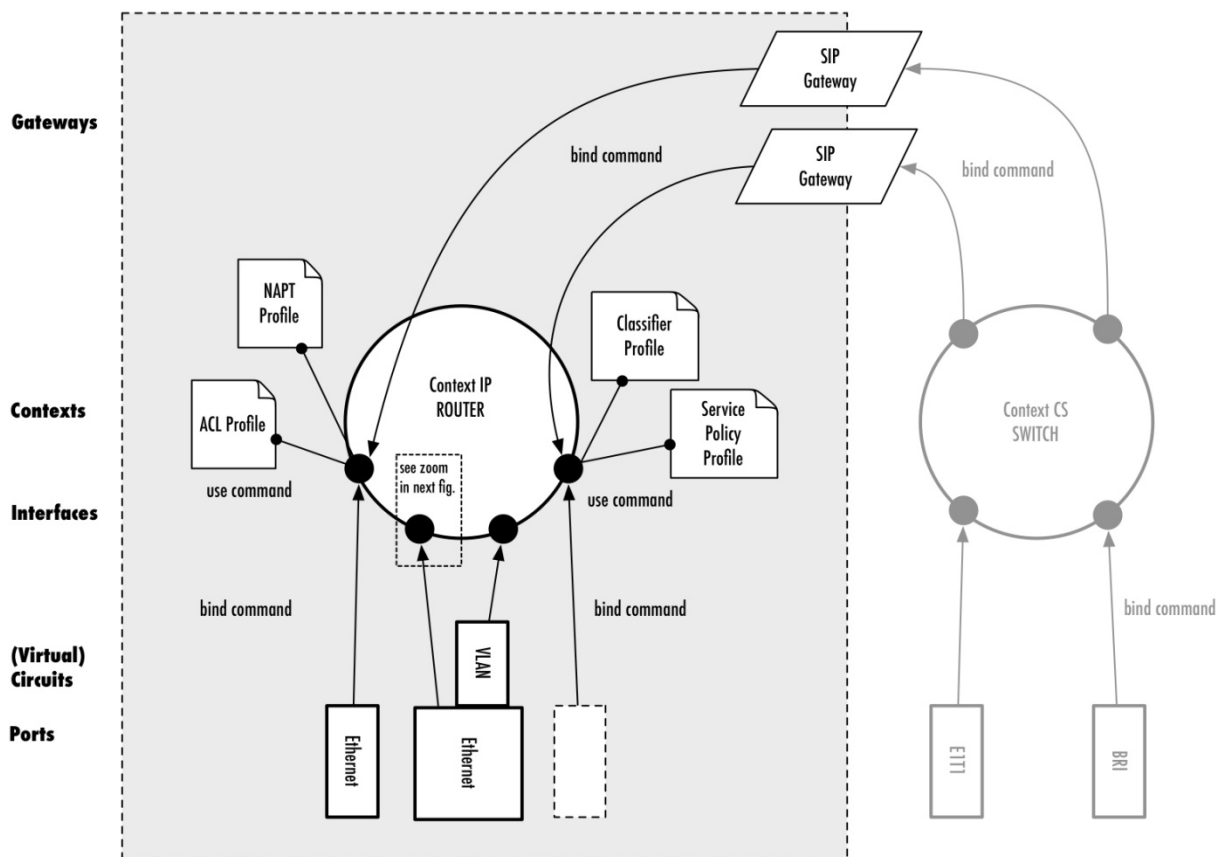 SIP
Gateway
Gateways
bind command
SIP
Gateway
bind command
NAPT
Profile
Classifier
Profile
Contexts
ACL Profile
Context IP
ROUTER
Service
Policy
Profile
Context CS
SWITCH
see zoom
in next fig.
use command
use command
Interfaces
bind command
bind command
bind command
(Virtual)
Circuits
VLAN
Ports
Ethernet
Ethernet
E1T1
BRI